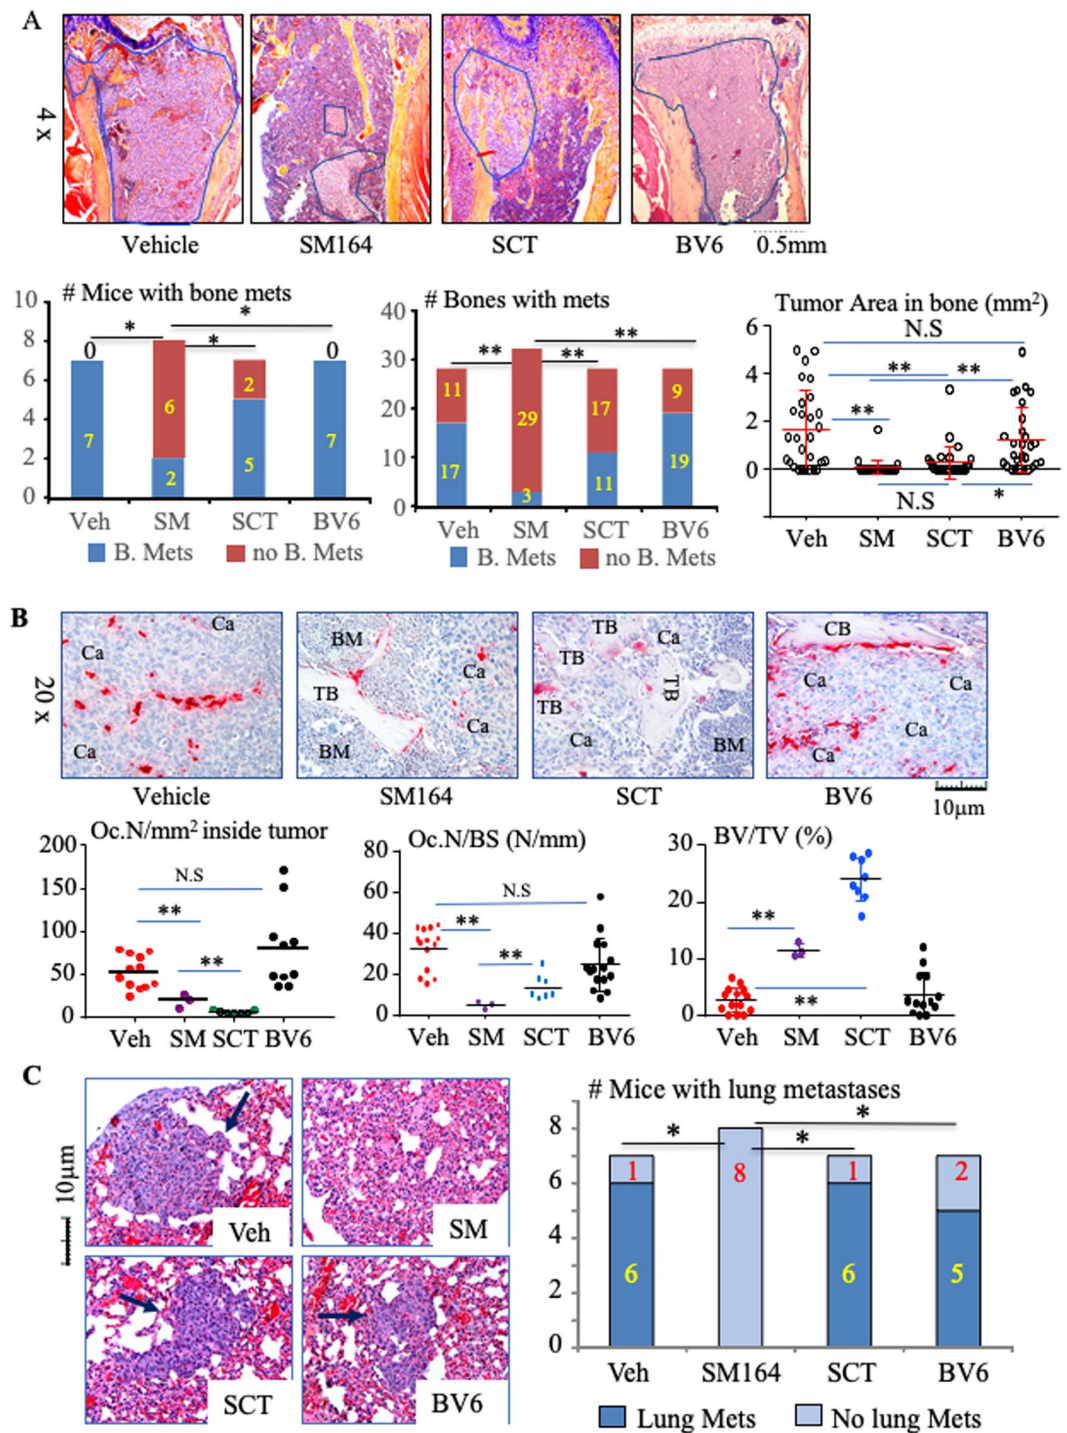 A
4 x
Vehicle
SM164
SCT
BV6
0.5mm
# Mice with bone mets
10
8
6
4
2
0
*
*
*
0
0
7
6
2
2
5
7
Veh
SM
SCT
BV6
B. Mets
no B. Mets
# Bones with mets
40
30
20
10
0
**
**
**
11
17
29
3
17
11
9
19
Veh
SM
SCT
BV6
B. Mets
no B. Mets
Tumor Area in bone (mm²)
6
4
2
0
N.S
**
**
**
N.S
*
Veh
SM
SCT
BV6
B
20 x
Ca
Ca
Ca
BM
TB
Ca
Ca
BM
TB
Ca
TB
TB
TB
Ca
BM
CB
Ca
Ca
Ca
Ca
Vehicle
SM164
SCT
BV6
10μm
Oc.N/mm² inside tumor
200
150
100
50
0
N.S
**
**
Veh
SM
SCT
BV6
Oc.N/BS (N/mm)
80
60
40
20
0
N.S
**
**
Veh
SM
SCT
BV6
BV/TV (%)
30
20
10
0
**
**
Veh
SM
SCT
BV6
C
10μm
Veh
SM
SCT
BV6
# Mice with lung metastases
8
6
4
2
0
*
*
*
1
6
8
1
6
2
5
Veh
SM164
SCT
BV6
Lung Mets
No lung Mets